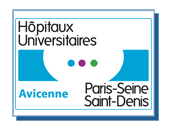 Hôpitaux
Universitaires
Avicenne
Paris-Seine
Saint-Denis